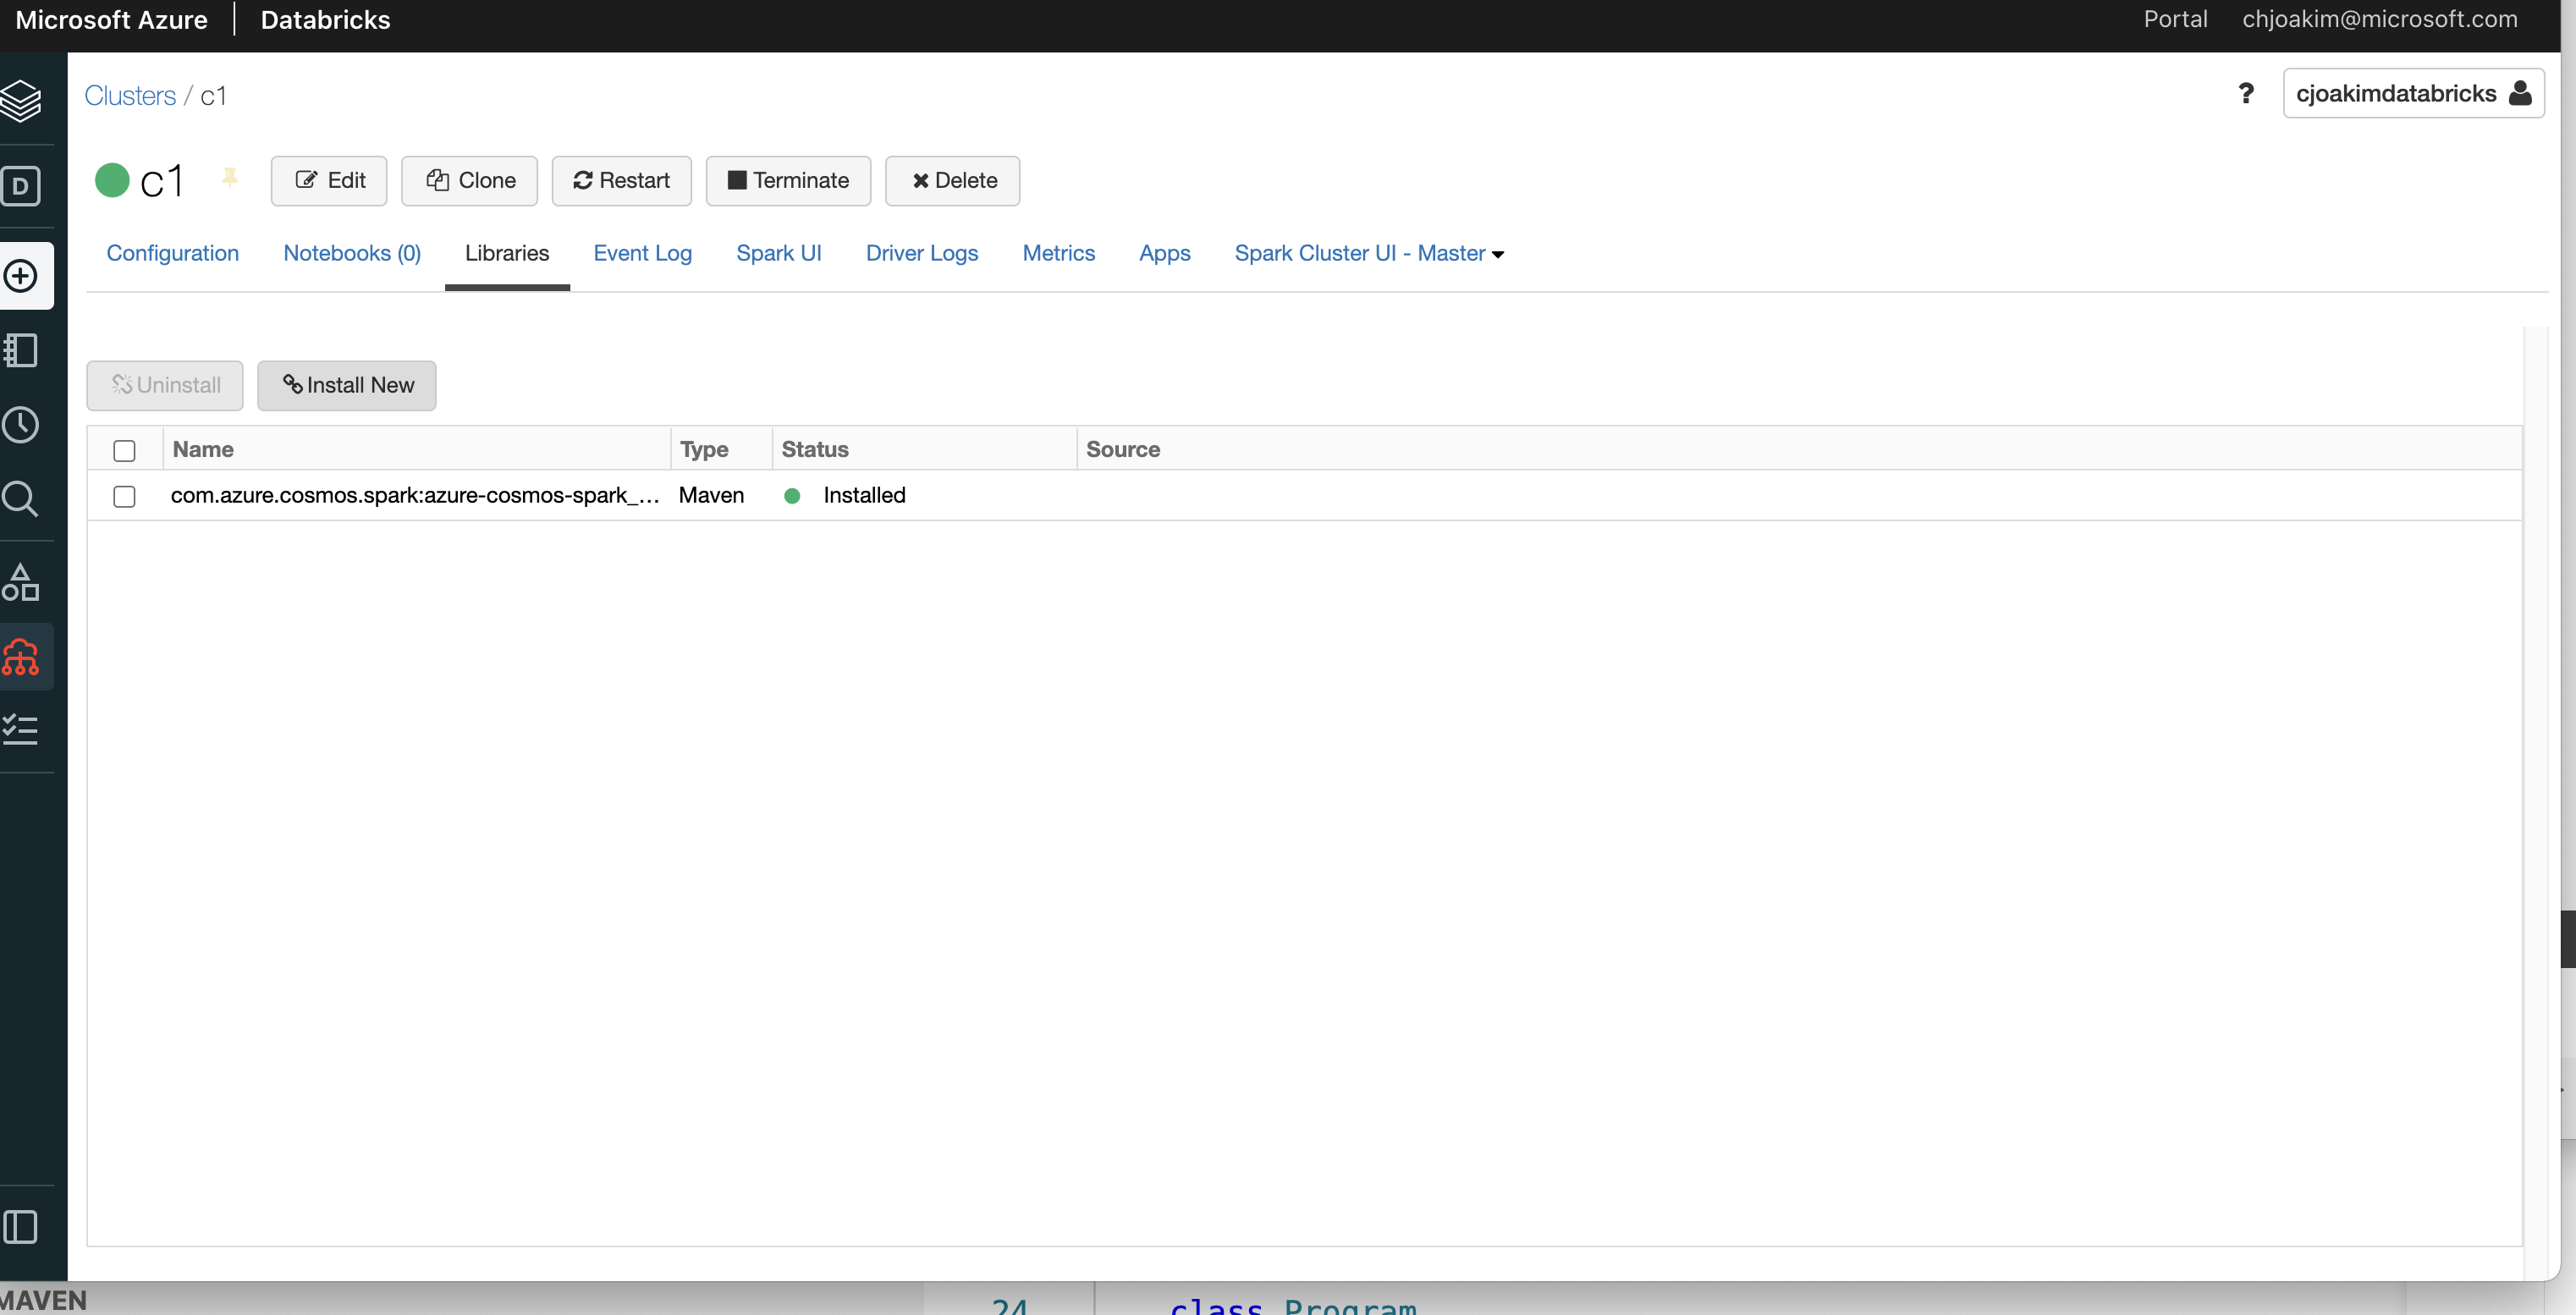 Microsoft Azure | Databricks Portal chjoakim@microsoft.com
Clusters / c1 ? cjoakimdatabricks
D
c1 Edit Clone Restart Terminate Delete
Configuration Notebooks (0) Libraries Event Log Spark UI Driver Logs Metrics Apps Spark Cluster UI - Master
Uninstall Install New
Name Type Status Source
com.azure.cosmos.spark:azure-cosmos-spark_... Maven Installed
MAVEN 24 class Program